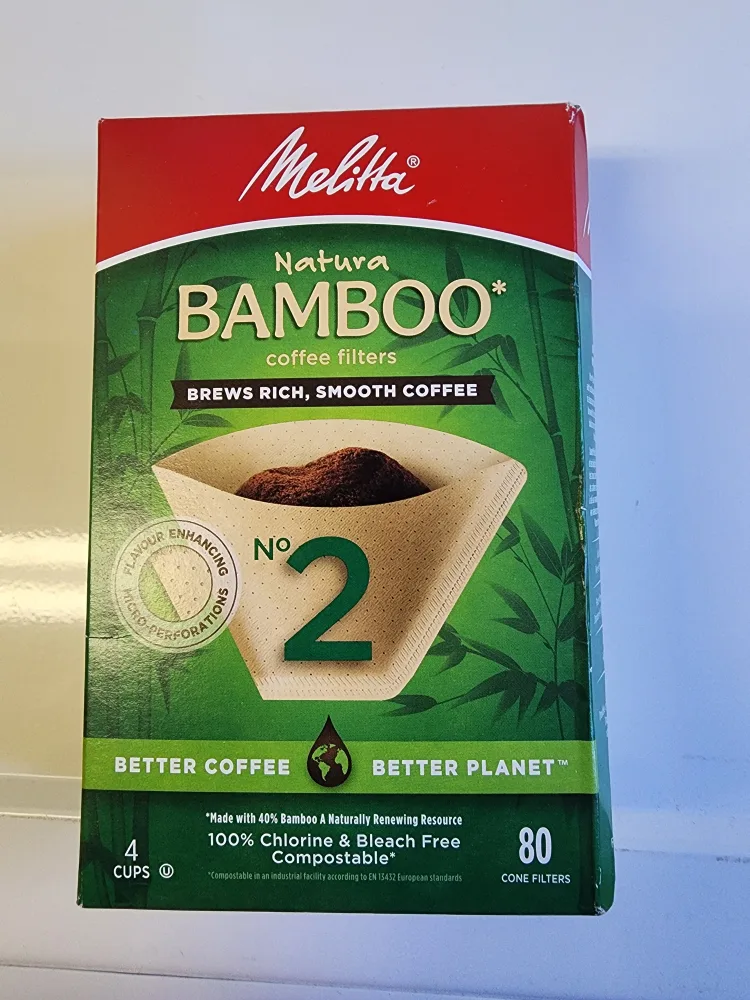 Melitta®
Natura
BAMBOO*
coffee filters
BREWS RICH, SMOOTH COFFEE
Nº2
FLAVOUR ENHANCING
MICRO-PERFORATIONS
BETTER COFFEE BETTER PLANET™
*Made with 40% Bamboo A Naturally Renewing Resource
100% Chlorine & Bleach Free
Compostable*
*Compostable in an industrial facility according to EN 13432 European standards
4
CUPS Ⓤ
80
CONE FILTERS